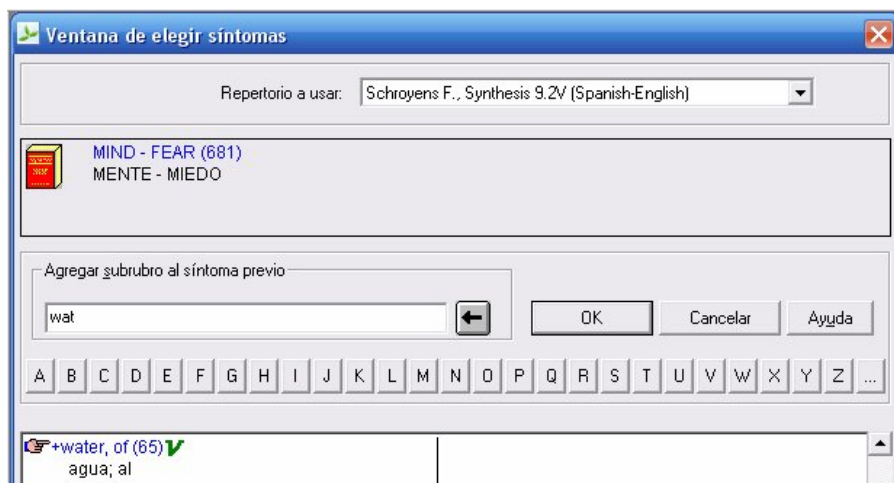 Ventana de elegir síntomas
Repertorio a usar: Schroyens F., Synthesis 9.2V (Spanish-English)
MIND - FEAR (681)
MENTE - MIEDO
Agregar subrubro al síntoma previo
wat
OK Cancelar Ayuda
A B C D E F G H I J K L M N O P Q R S T U V W X Y Z ...
+water, of (65) V
agua; al